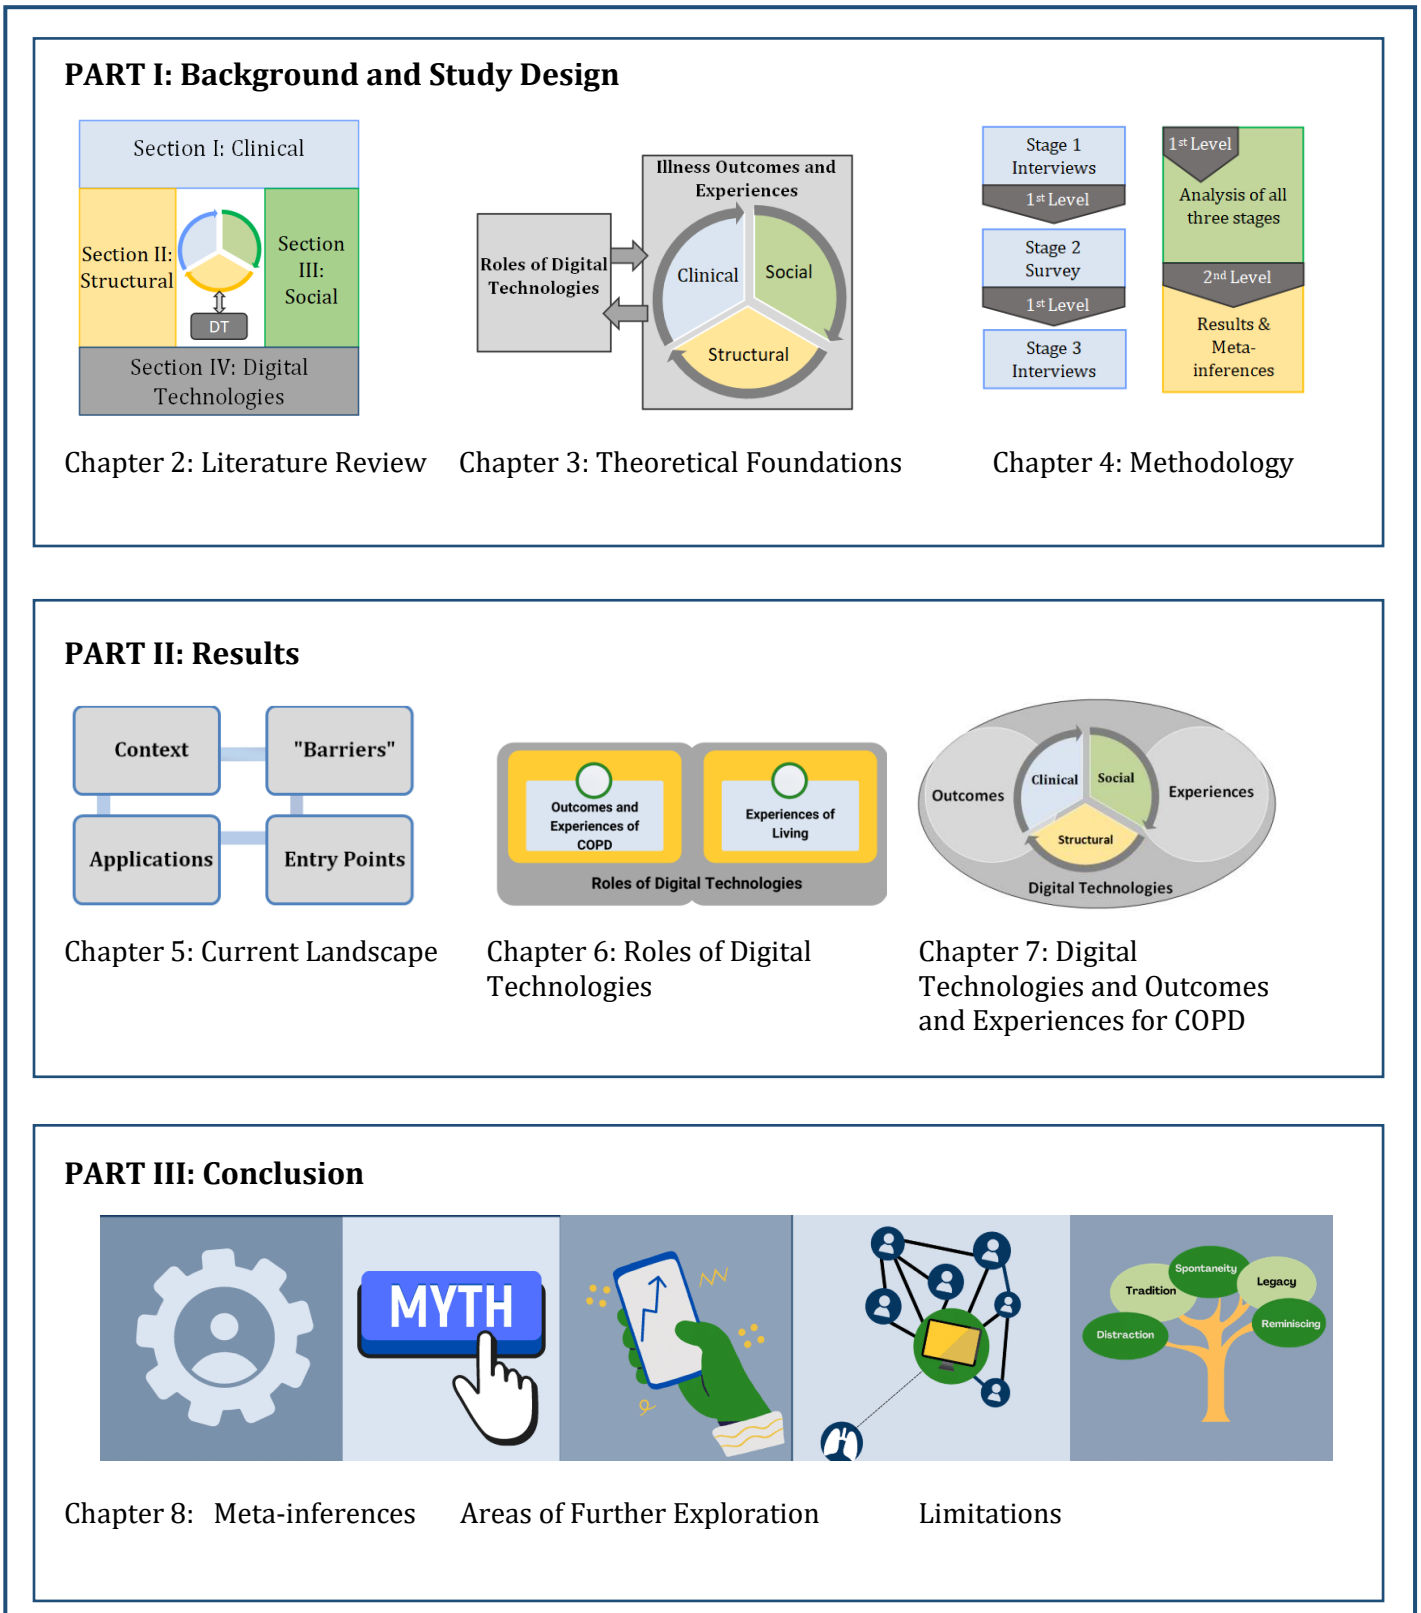 PART I: Background and Study Design
Section I: Clinical
Section II:
Structural
Section
III:
Social
DT
Section IV: Digital
Technologies
Chapter 2: Literature Review
Roles of Digital
Technologies
Illness Outcomes and
Experiences
Clinical
Social
Structural
Chapter 3: Theoretical Foundations
Stage 1
Interviews
1st Level
Stage 2
Survey
1st Level
Stage 3
Interviews
1st Level
Analysis of all
three stages
2nd Level
Results &
Meta-
inferences
Chapter 4: Methodology
PART II: Results
Context
"Barriers"
Applications
Entry Points
Chapter 5: Current Landscape
Outcomes and
Experiences of
COPD
Experiences of
Living
Roles of Digital Technologies
Chapter 6: Roles of Digital
Technologies
Outcomes
Clinical
Social
Structural
Experiences
Digital Technologies
Chapter 7: Digital
Technologies and Outcomes
and Experiences for COPD
PART III: Conclusion
MYTH
Spontaneity
Tradition
Legacy
Distraction
Reminiscing
Chapter 8: Meta-inferences Areas of Further Exploration Limitations